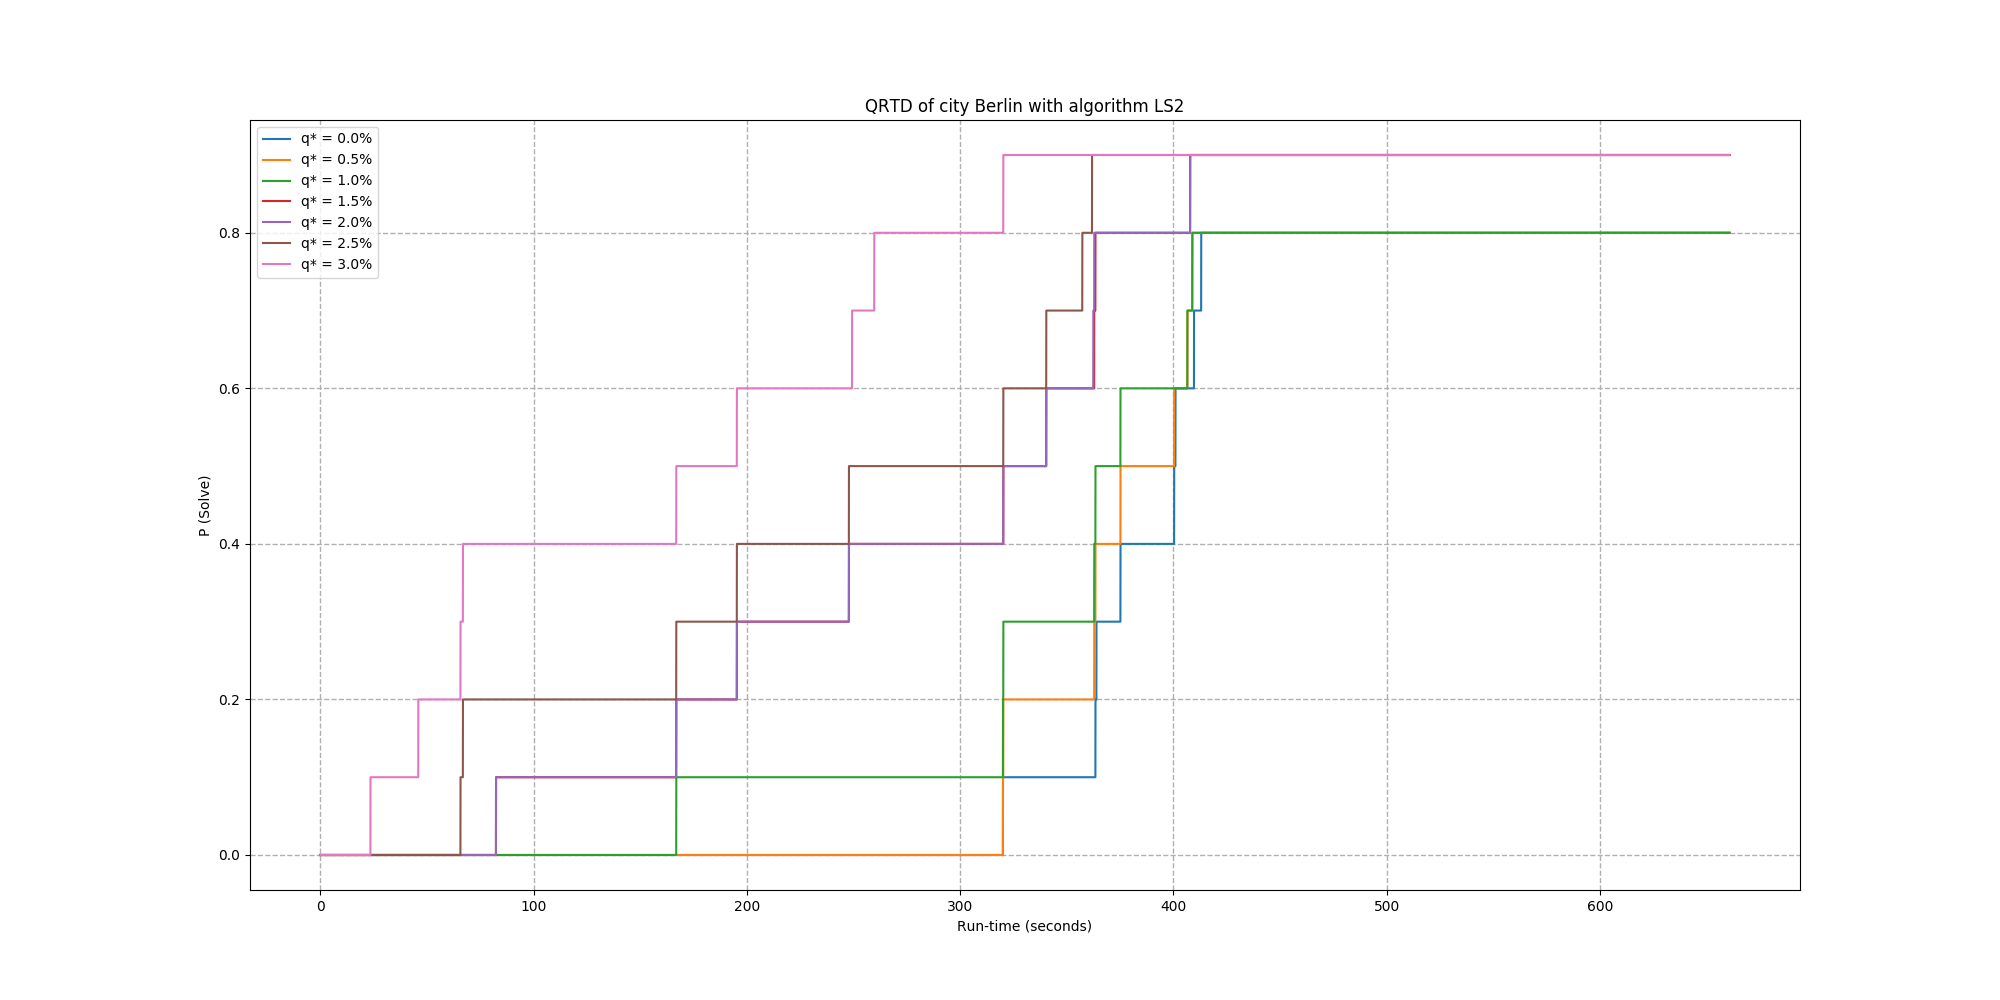 QRTD of city Berlin with algorithm LS2
q* = 0.0%
q* = 0.5%
q* = 1.0%
q* = 1.5%
q* = 2.0%
q* = 2.5%
q* = 3.0%
P (Solve)
0.8
0.6
0.4
0.2
0.0
0 100 200 300 400 500 600
Run-time (seconds)